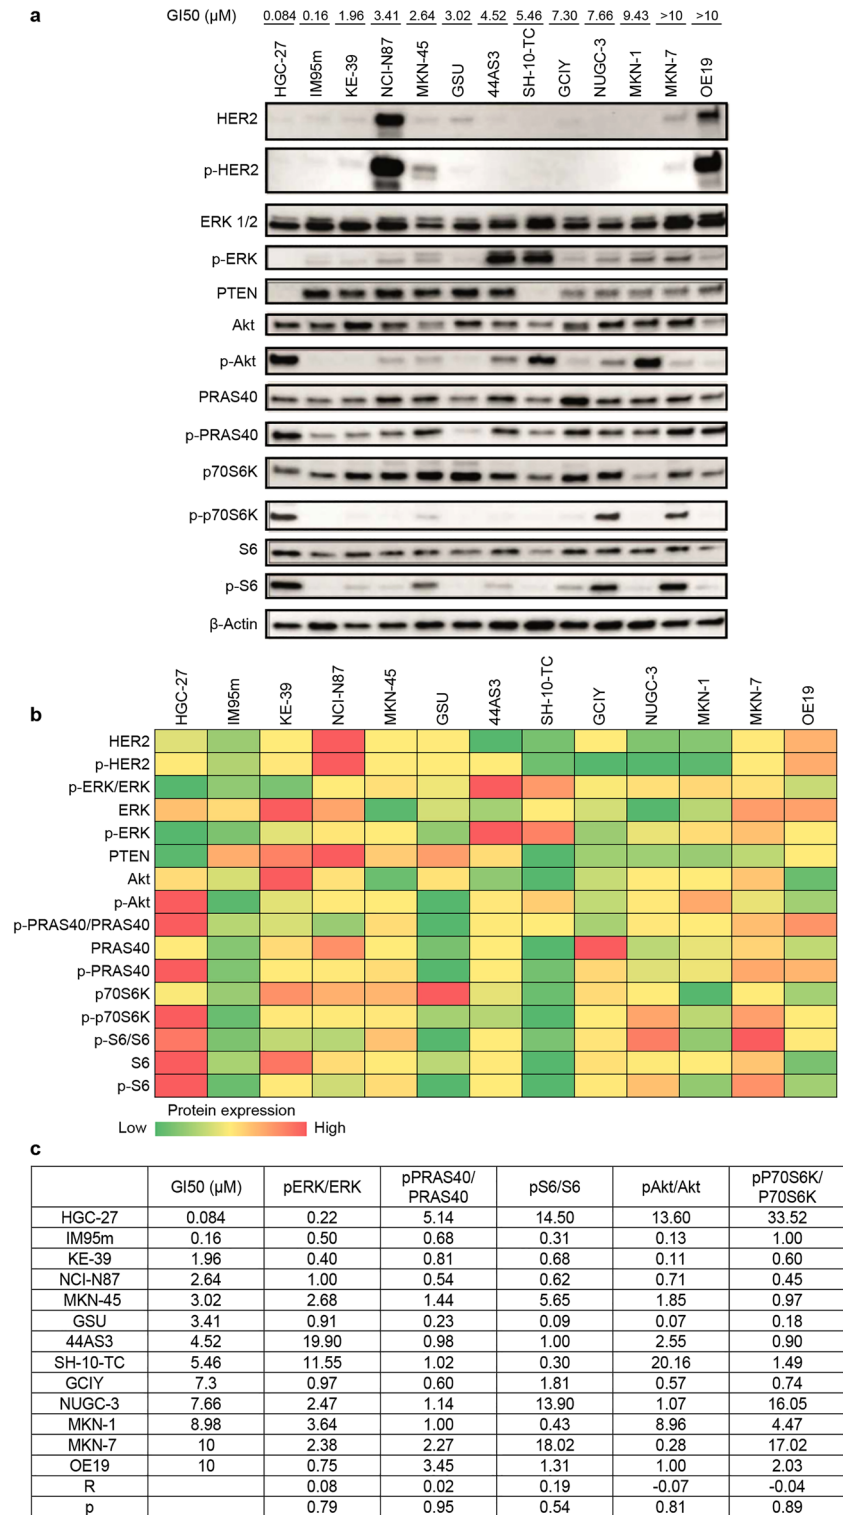 a
GI50 (µM) 0.084 0.16 1.96 3.41 2.64 3.02 4.52 5.46 7.30 7.66 9.43 >10 >10
HGC-27 IM95m KE-39 NCI-N87 MKN-45 GSU 44AS3 SH-10-TC GCIY NUGC-3 MKN-1 MKN-7 OE19
HER2
p-HER2
ERK 1/2
p-ERK
PTEN
Akt
p-Akt
PRAS40
p-PRAS40
p70S6K
p-p70S6K
S6
p-S6
β-Actin
b
HGC-27 IM95m KE-39 NCI-N87 MKN-45 GSU 44AS3 SH-10-TC GCIY NUGC-3 MKN-1 MKN-7 OE19
HER2
p-HER2
p-ERK/ERK
ERK
p-ERK
PTEN
Akt
p-Akt
p-PRAS40/PRAS40
PRAS40
p-PRAS40
p70S6K
p-p70S6K
p-S6/S6
S6
p-S6
Protein expression
Low High
c
GI50 (µM) pERK/ERK pPRAS40/ PRAS40 pS6/S6 pAkt/Akt pP70S6K/ P70S6K
HGC-27 0.084 0.22 5.14 14.50 13.60 33.52
IM95m 0.16 0.50 0.68 0.31 0.13 1.00
KE-39 1.96 0.40 0.81 0.68 0.11 0.60
NCI-N87 2.64 1.00 0.54 0.62 0.71 0.45
MKN-45 3.02 2.68 1.44 5.65 1.85 0.97
GSU 3.41 0.91 0.23 0.09 0.07 0.18
44AS3 4.52 19.90 0.98 1.00 2.55 0.90
SH-10-TC 5.46 11.55 1.02 0.30 20.16 1.49
GCIY 7.3 0.97 0.60 1.81 0.57 0.74
NUGC-3 7.66 2.47 1.14 13.90 1.07 16.05
MKN-1 8.98 3.64 1.00 0.43 8.96 4.47
MKN-7 10 2.38 2.27 18.02 0.28 17.02
OE19 10 0.75 3.45 1.31 1.00 2.03
R 0.08 0.02 0.19 -0.07 -0.04
p 0.79 0.95 0.54 0.81 0.89